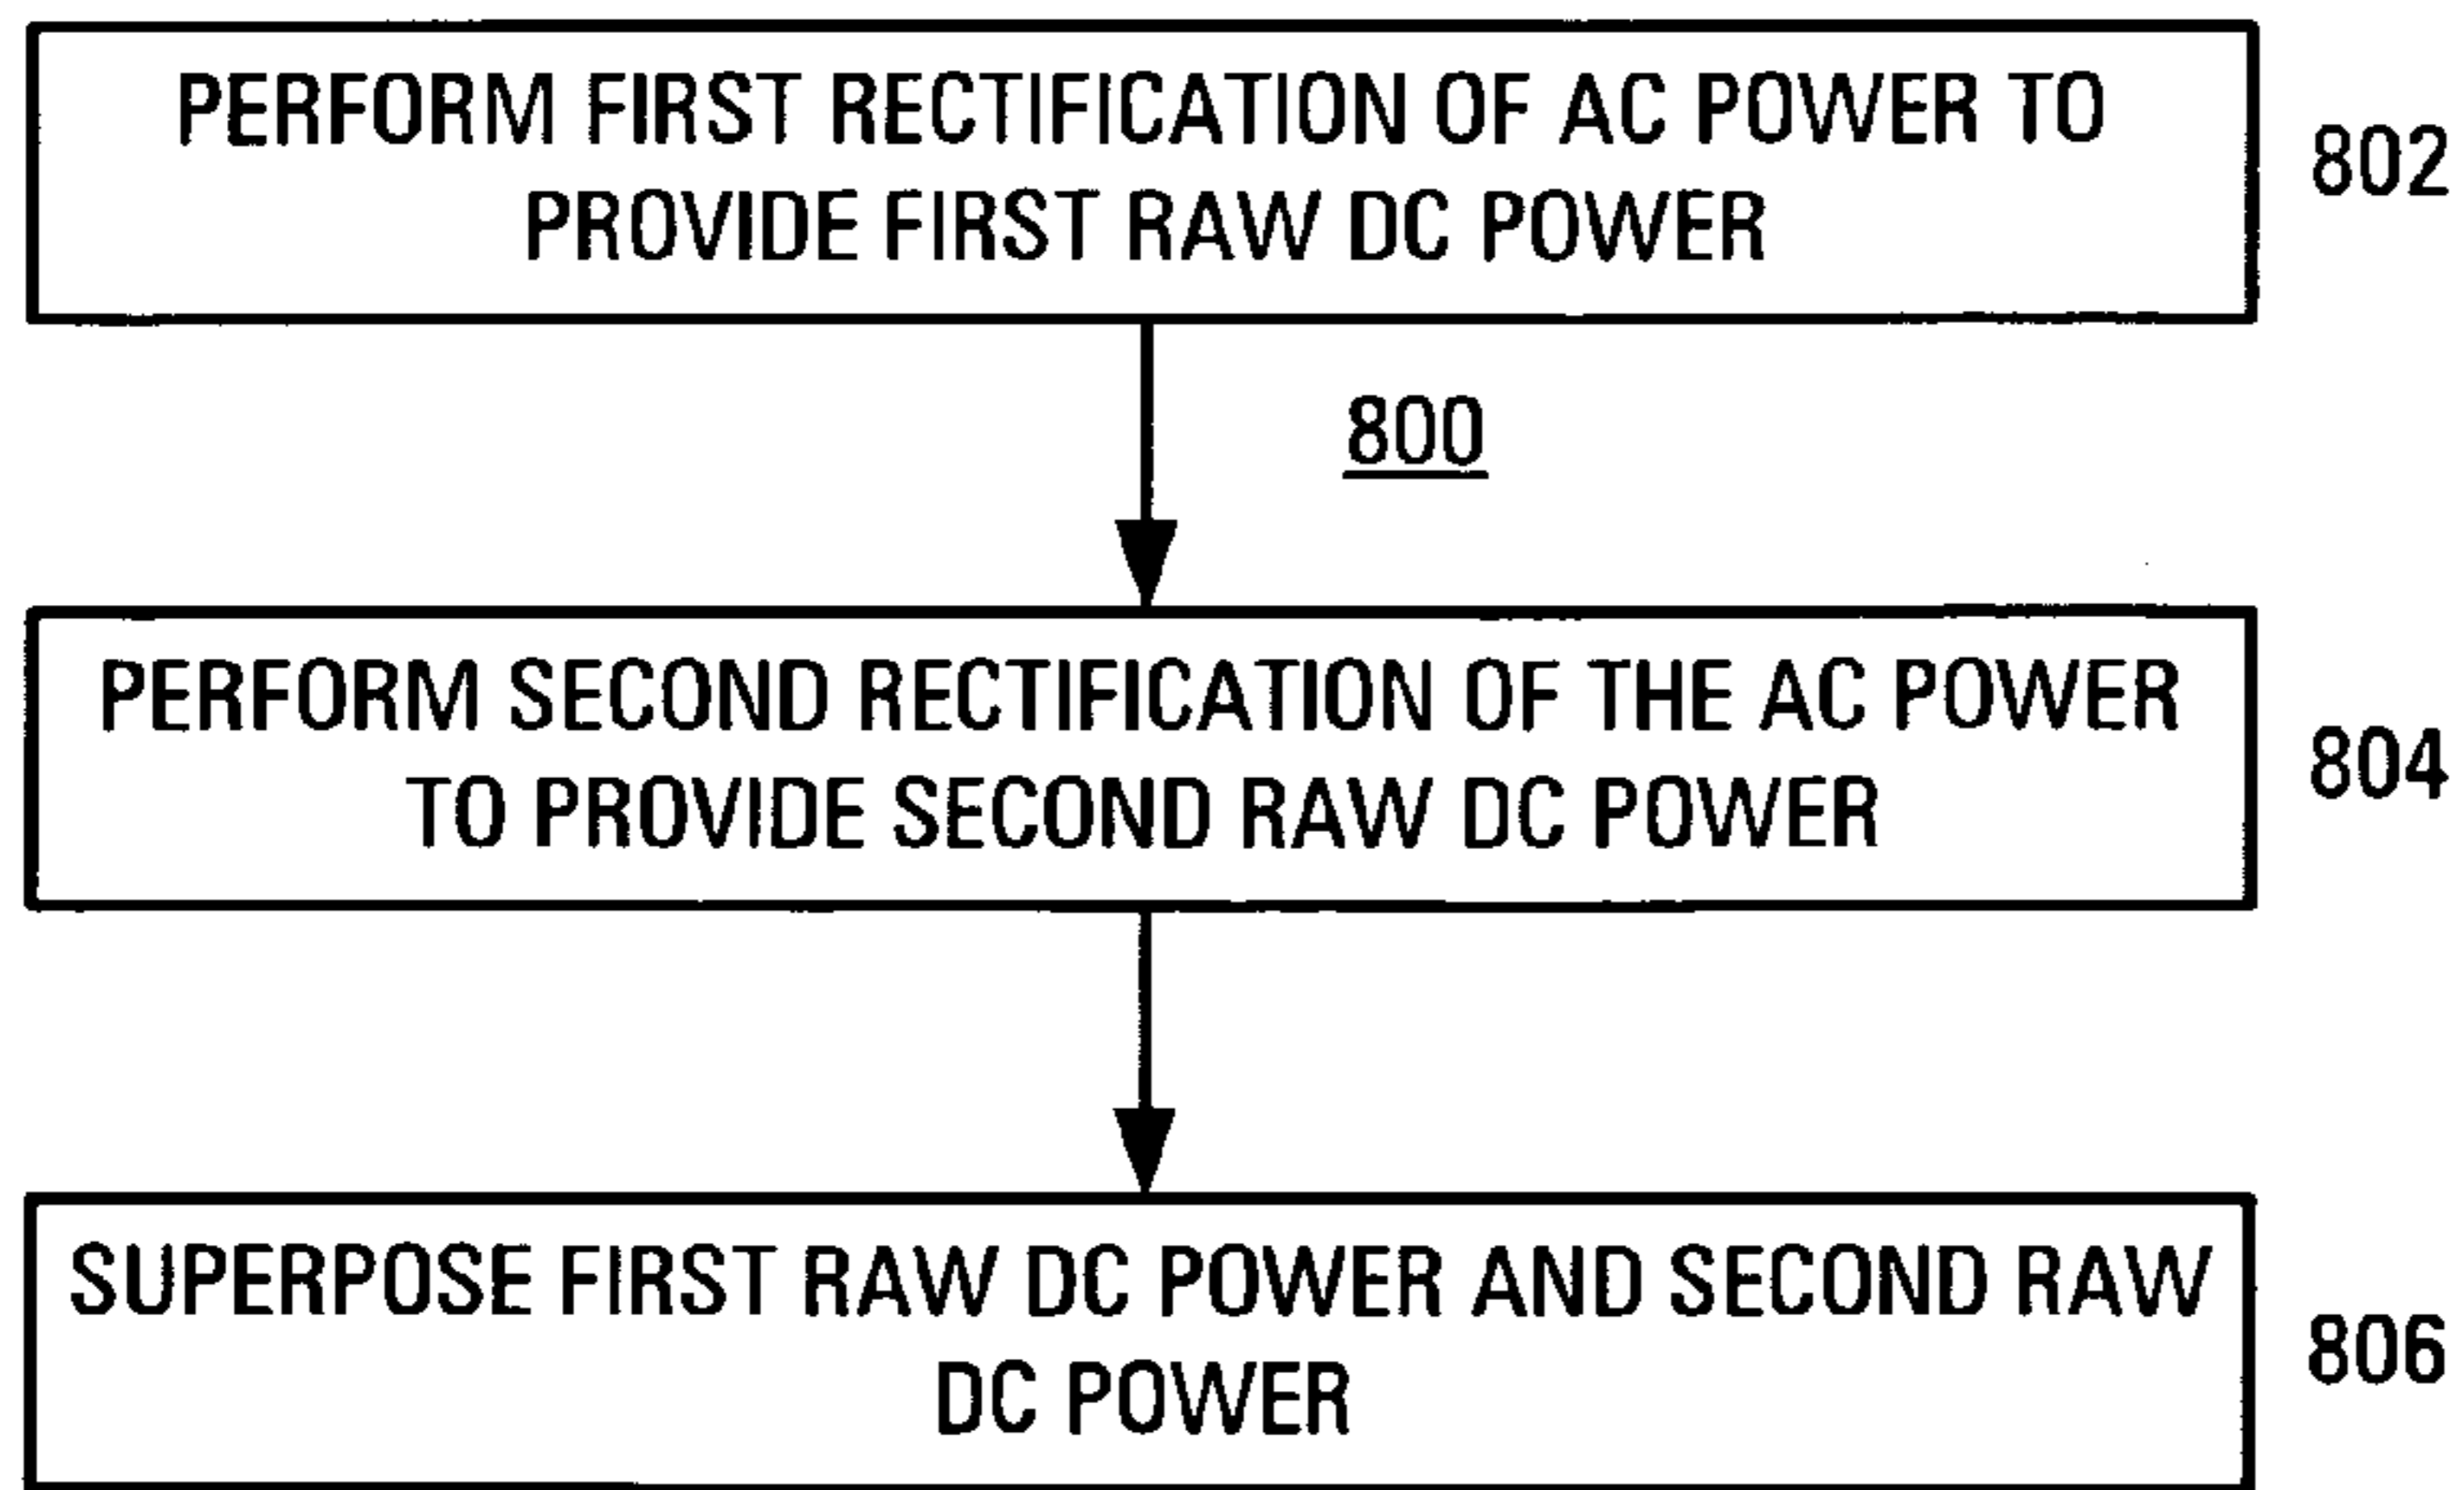 PERFORM FIRST RECTIFICATION OF AC POWER TO
PROVIDE FIRST RAW DC POWER
802
800
PERFORM SECOND RECTIFICATION OF THE AC POWER
TO PROVIDE SECOND RAW DC POWER
804
SUPERPOSE FIRST RAW DC POWER AND SECOND RAW
DC POWER
806